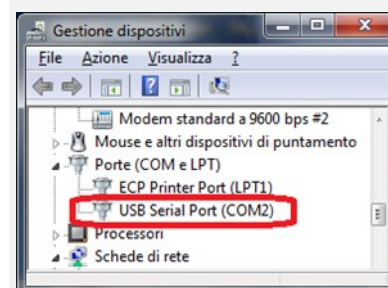 Gestione dispositivi
File Azione Visualizza ?
Modem standard a 9600 bps #2
Mouse e altri dispositivi di puntamento
Porte (COM e LPT)
ECP Printer Port (LPT1)
USB Serial Port (COM2)
Processori
Schede di rete